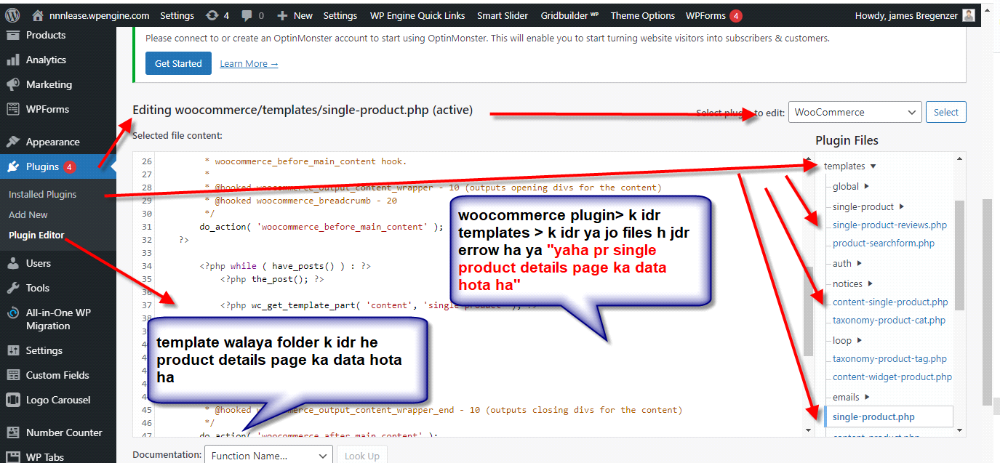 nnnlease.wpengine.com Settings 4 0 New Settings WP Engine Quick Links Smart Slider Gridbuilder WP Theme Options WPForms 4 Howdy, james Bregenzer
Products
Analytics
Marketing
WPForms
Appearance
Plugins 4
Installed Plugins
Add New
Plugin Editor
Users
Tools
All-in-One WP
Migration
Settings
Custom Fields
Logo Carousel
Number Counter
WP Tabs
Please connect to or create an OptinMonster account to start using OptinMonster. This will enable you to start turning website visitors into subscribers & customers.
Get Started Learn More →
Editing woocommerce/templates/single-product.php (active)
Select plugin to edit: WooCommerce Select
Selected file content:
26 * woocommerce_before_main_content hook.
27 *
28 * @hooked woocommerce_output_content_wrapper - 10 (outputs opening divs for the content)
29 * @hooked woocommerce_breadcrumb - 20
30 */
31 do_action( 'woocommerce_before_main_content' );
32 ?>
33
34 <?php while ( have_posts() ) : ?>
35 <?php the_post(); ?>
36
37 <?php wc_get_template_part( 'content', 'single-product' ); ?>
38
45 * @hooked woocommerce_output_content_wrapper_end - 10 (outputs closing divs for the content)
46 */
47 do_action( 'woocommerce_after_main_content' );
woocommerce plugin> k idr
templates > k idr ya jo files h jdr
errow ha ya "yaha pr single
product details page ka data
hota ha"
template walaya folder k idr he
product details page ka data hota
ha
Plugin Files
templates ▼
global ▶
single-product ▶
single-product-reviews.php
product-searchform.php
auth ▶
notices ▶
content-single-product.php
taxonomy-product-cat.php
loop ▶
taxonomy-product-tag.php
content-widget-product.php
emails ▶
single-product.php
content-product.php
Documentation: Function Name... Look Up